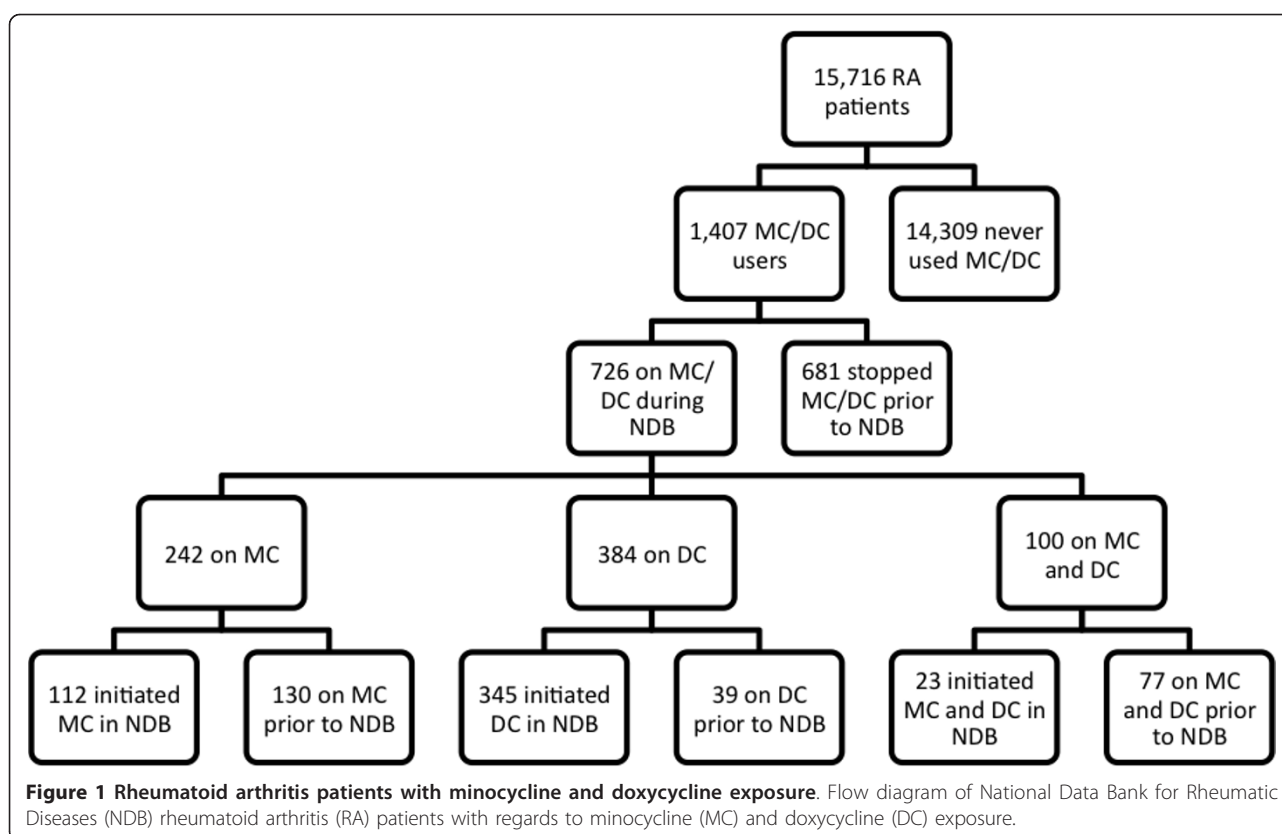 15,716 RA
patients
1,407 MC/DC
users
14,309 never
used MC/DC
726 on MC/
DC during
NDB
681 stopped
MC/DC prior
to NDB
242 on MC
384 on DC
100 on MC
and DC
112 initiated
MC in NDB
130 on MC
prior to NDB
345 initiated
DC in NDB
39 on DC
prior to NDB
23 initiated
MC and DC in
NDB
77 on MC
and DC prior
to NDB
Figure 1 Rheumatoid arthritis patients with minocycline and doxycycline exposure. Flow diagram of National Data Bank for Rheumatic
Diseases (NDB) rheumatoid arthritis (RA) patients with regards to minocycline (MC) and doxycycline (DC) exposure.